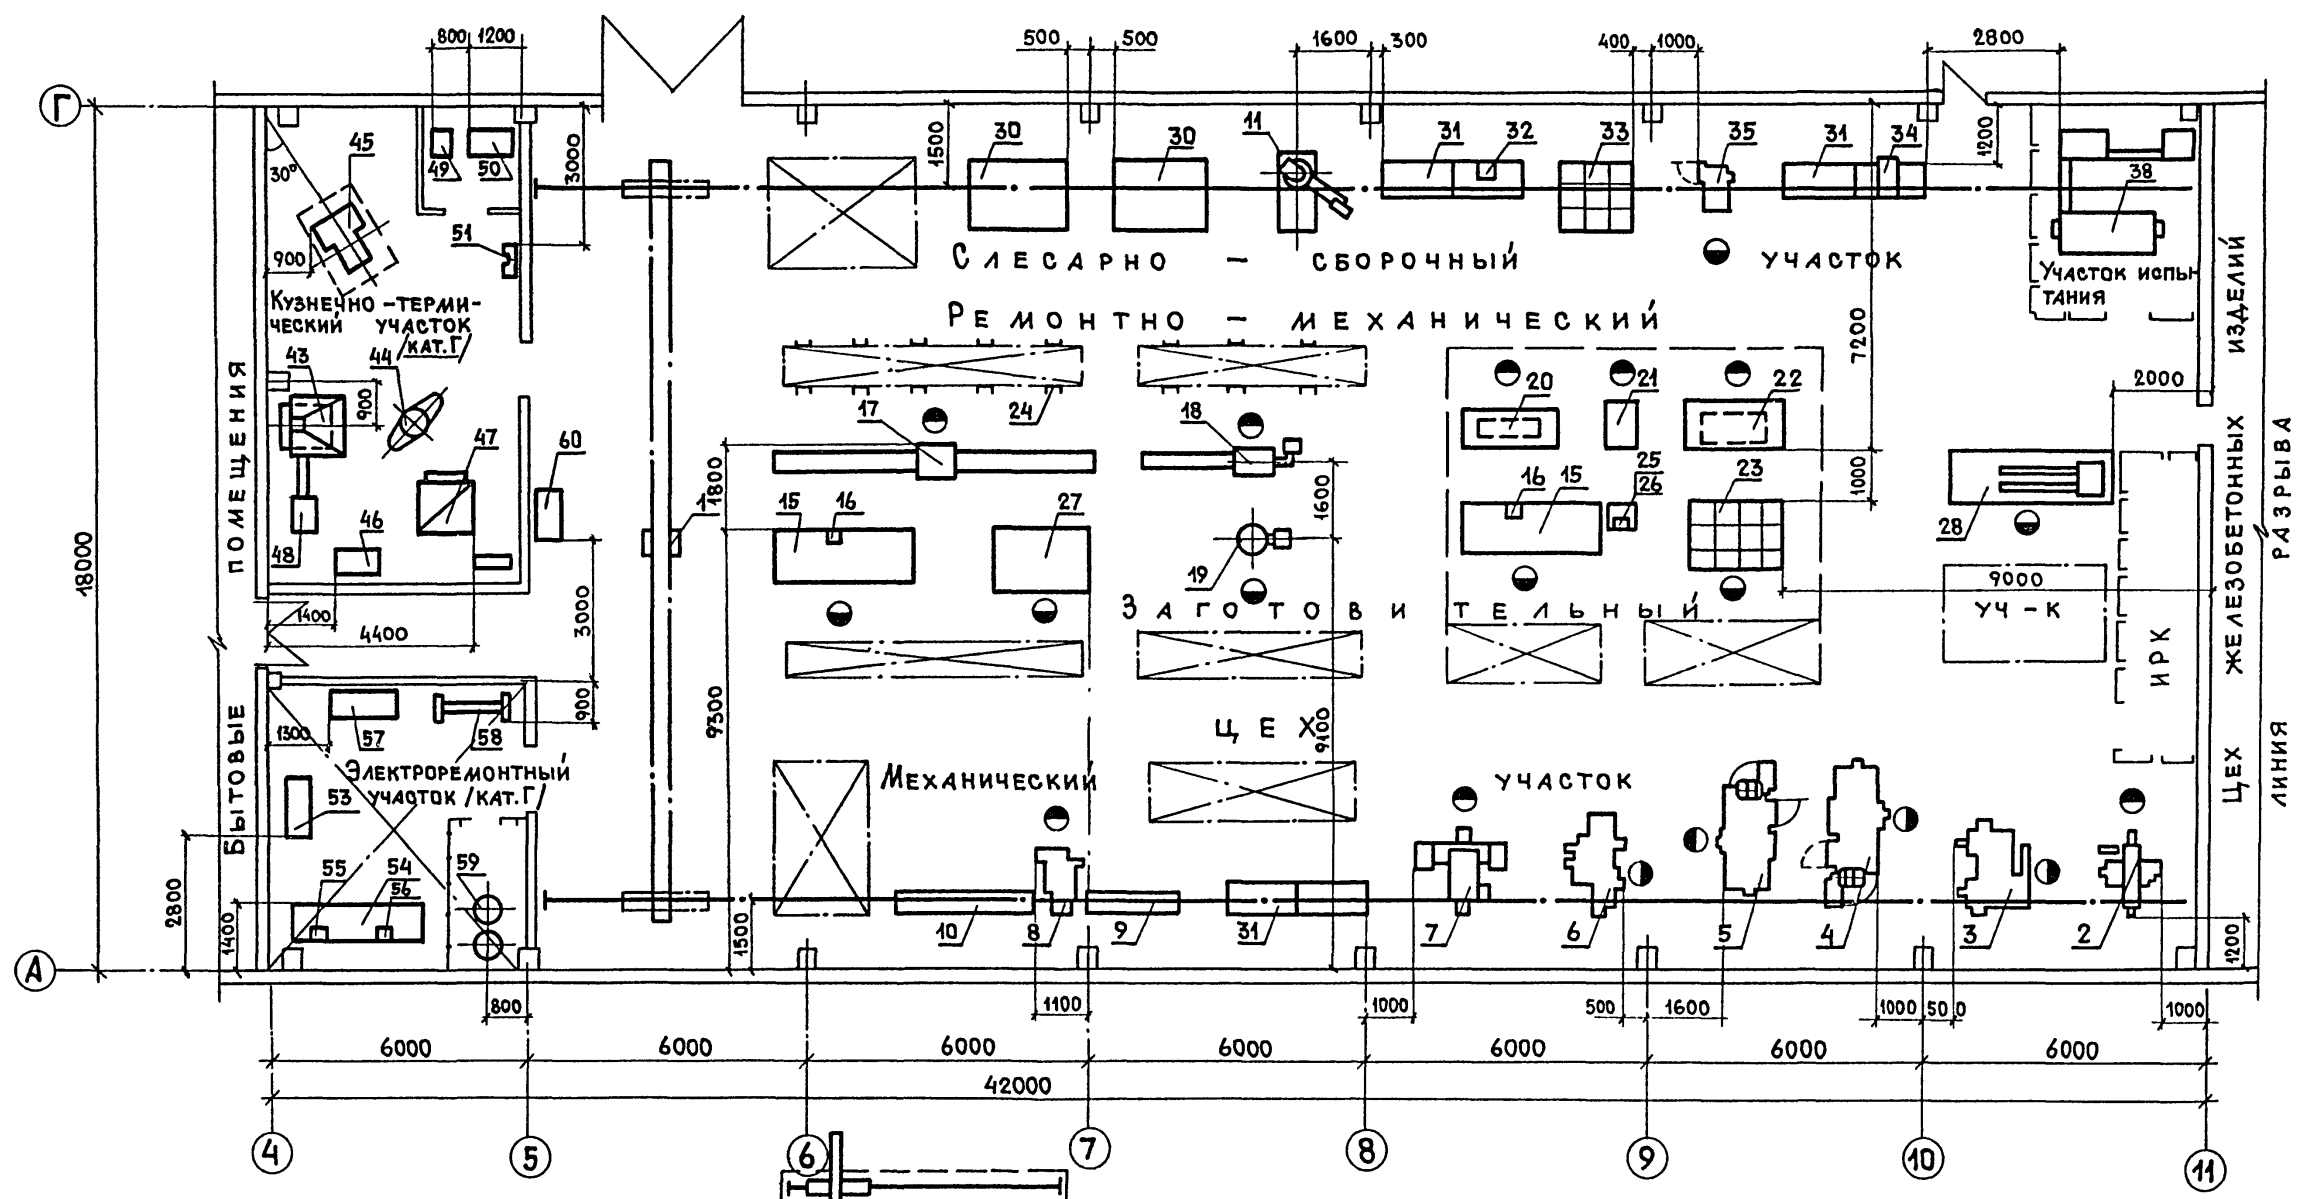 800 1200 500 500 1600 300 400 1000 2800
Г
45 49 50 30 30 11 31 32 33 35 31 34 38
30° 3000 1500 1200
51
900
Слесарно - сборочный участок
Участок испы-
тания
Кузнечно-терми-
ческий участок
/кат.Г/
Ремонтно - механический
7200
43 44 900 24 20 21 22 2000
17 18
47 60 1800 1600 1000
15 16 27 1 16 15 25 26 23 28
48 46 19
18000
1400 4400 3000 9000
Заготовительный
УЧ-К
ИРК
ПОМЕЩЕНИЯ
БЫТОВЫЕ
ЦЕХ ЖЕЛЕЗОБЕТОННЫХ ИЗДЕЛИЙ
ЛИНИЯ РАЗРЫВА
900 9300 9100
1300 57 58
ЦЕХ
Электроремонтный
участок /кат.Г/
Механический участок
53
55 54 56 59
2800 1400 1500 1200
10 8 9 31 7 6 5 4 3 2
А
800 1100 1000 500 1600 1000 500 1000
6000 6000 6000 6000 6000 6000 6000
42000
4 5 6 7 8 9 10 11